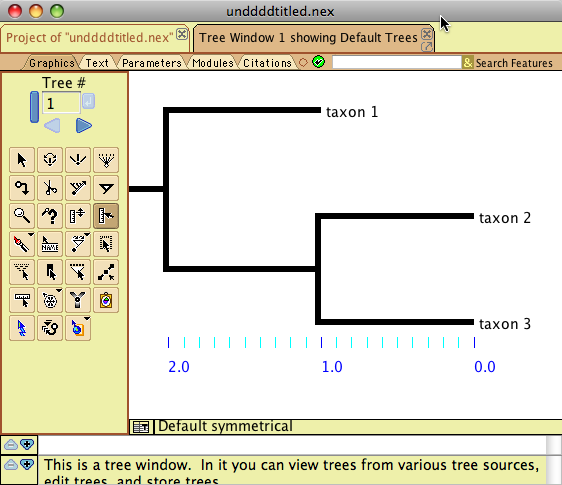 unddddtitled.nex
Project of "unddddtitled.nex"
Tree Window 1 showing Default Trees
Graphics Text Parameters Modules Citations & Search Features
Tree #
1
taxon 1
taxon 2
NAME
taxon 3
2.0 1.0 0.0
Default symmetrical
This is a tree window. In it you can view trees from various tree sources,
edit trees, and store trees